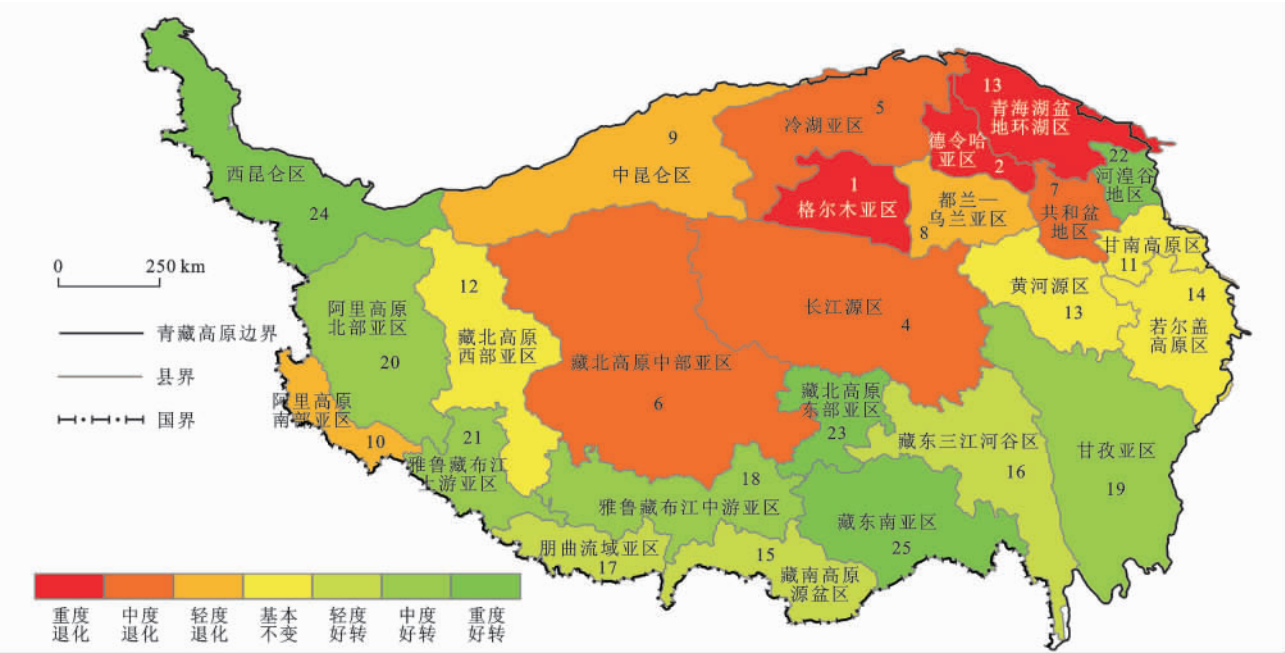 13
青海湖盆
地环湖区
5
冷湖亚区
德令哈
亚区
2
22
河湟谷
地区
9
中昆仑区
1
格尔木亚区
都兰—
乌兰亚区
8
7
共和盆
地区
西昆仑区
24
甘南高原区
11
0
250 km
青藏高原边界
县界
国界
阿里高原
北部亚区
20
12
藏北高原
西部亚区
长江源区
4
黄河源区
13
14
若尔盖
高原区
藏北高原中部亚区
6
阿里高原
南部亚区
10
藏北高原
东部亚区
23
藏东三江河谷区
16
甘孜亚区
19
21
雅鲁藏布江
上游亚区
18
雅鲁藏布江中游亚区
藏东南亚区
25
朋曲流域亚区
17
15
藏南高原
源盆区
重度
退化
中度
退化
轻度
退化
基本
不变
轻度
好转
中度
好转
重度
好转